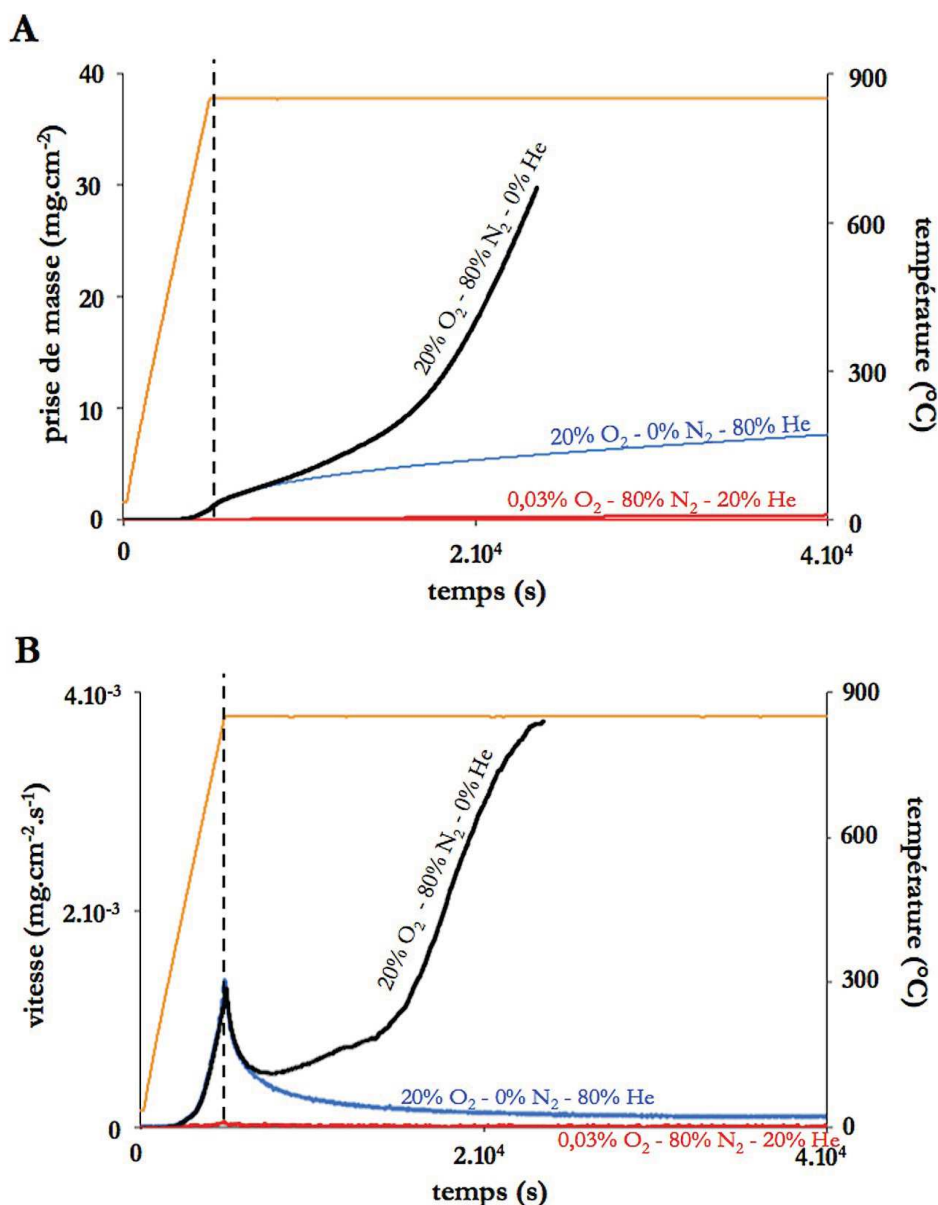 A
prise de masse (mg.cm⁻²)
40
30
20
10
0
20% O₂ - 80% N₂ - 0% He
20% O₂ - 0% N₂ - 80% He
0,03% O₂ - 80% N₂ - 20% He
900
600
300
0
température (°C)
0
2.10⁴
4.10⁴
temps (s)
B
vitesse (mg.cm⁻².s⁻¹)
4.10⁻³
2.10⁻³
0
20% O₂ - 80% N₂ - 0% He
20% O₂ - 0% N₂ - 80% He
0,03% O₂ - 80% N₂ - 20% He
900
600
300
0
température (°C)
0
2.10⁴
4.10⁴
temps (s)